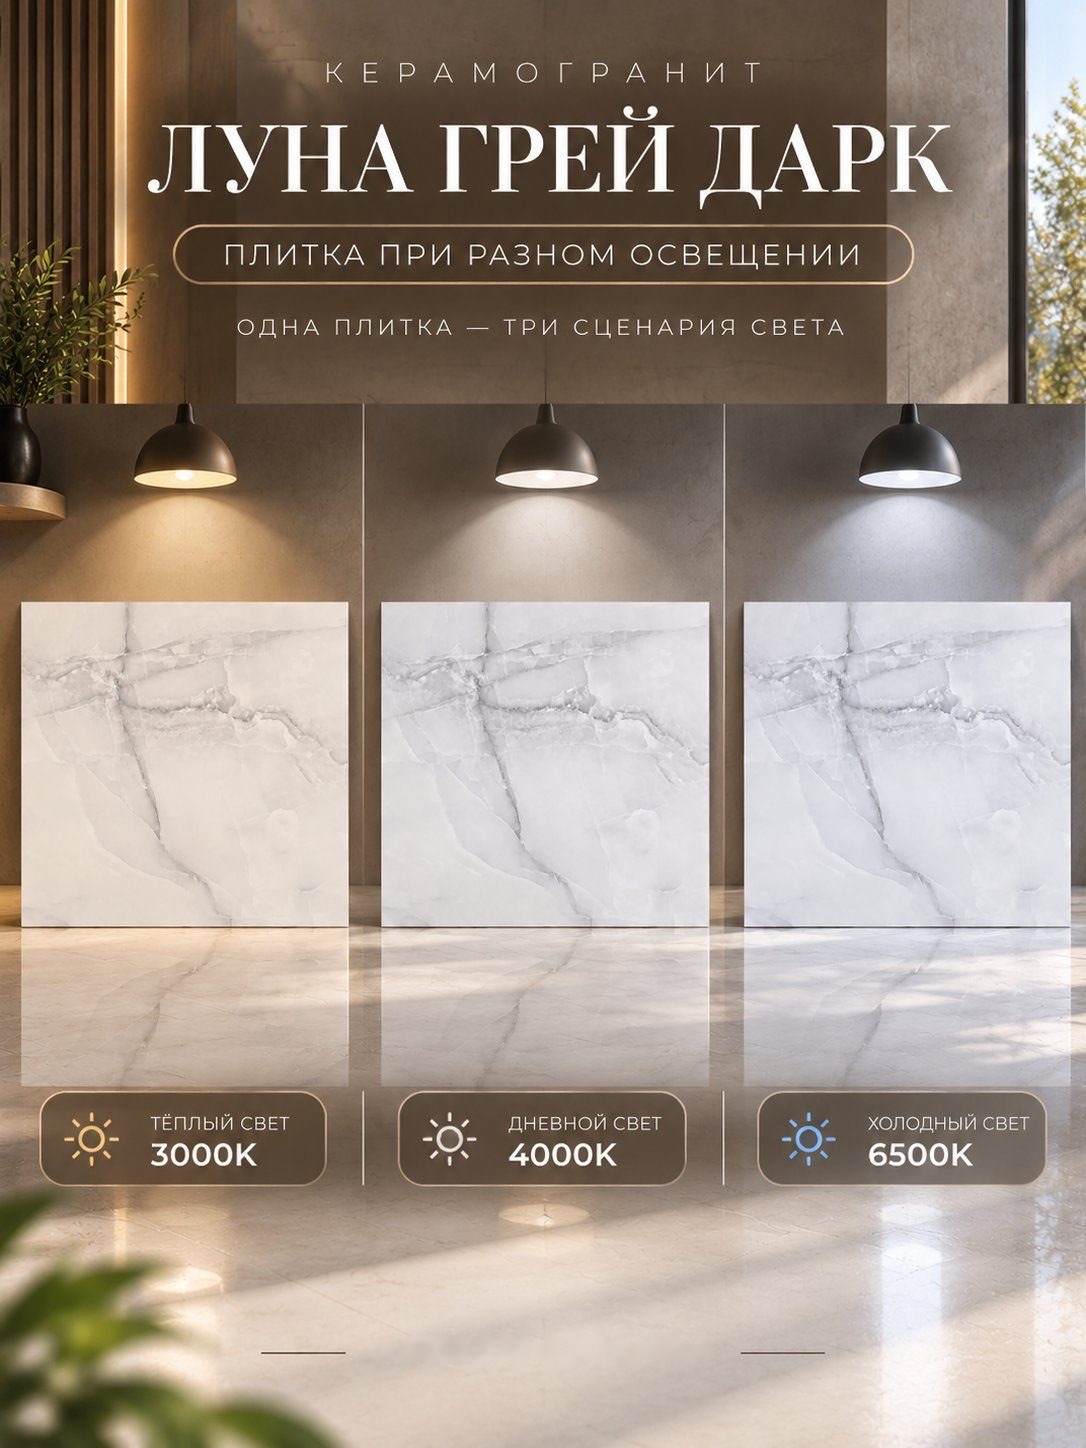 КЕРАМОГРАНИТ
ЛУНА ГРЕЙ ДАРК
ПЛИТКА ПРИ РАЗНОМ ОСВЕЩЕНИИ
ОДНА ПЛИТКА — ТРИ СЦЕНАРИЯ СВЕТА
ТЁПЛЫЙ СВЕТ
3000K
ДНЕВНОЙ СВЕТ
4000K
ХОЛОДНЫЙ СВЕТ
6500K